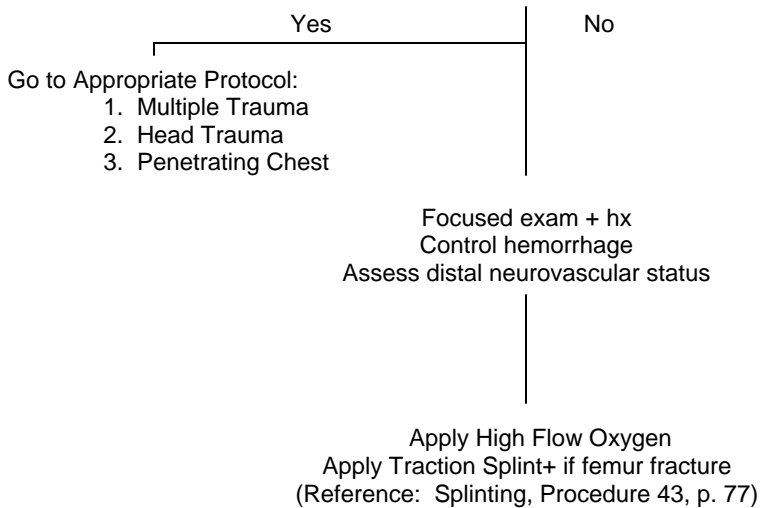 Yes
No
Go to Appropriate Protocol:
1. Multiple Trauma
2. Head Trauma
3. Penetrating Chest
Focused exam + hx
Control hemorrhage
Assess distal neurovascular status
Apply High Flow Oxygen
Apply Traction Splint+ if femur fracture
(Reference: Splinting, Procedure 43, p. 77)